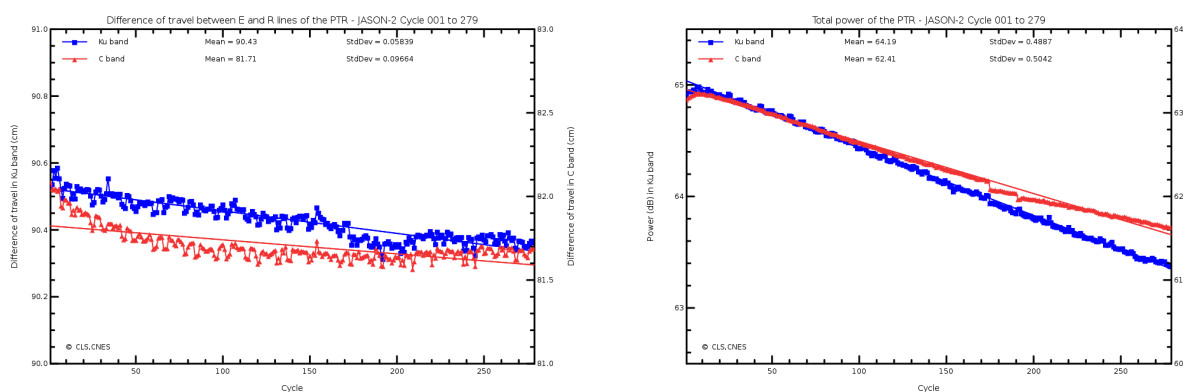 Difference of travel between E and R lines of the PTR - JASON-2 Cycle 001 to 279
91.0
90.8
90.6
90.4
90.2
90.0
83.0
82.5
82.0
81.5
81.0
Ku band Mean = 90.43 StdDev = 0.05839
C band Mean = 81.71 StdDev = 0.09664
Difference of travel in Ku band (cm)
Difference of travel in C band (cm)
© CLS,CNES
50 100 150 200 250
Cycle
Total power of the PTR - JASON-2 Cycle 001 to 279
65
64
63
64
63
62
61
60
Ku band Mean = 64.19 StdDev = 0.4887
C band Mean = 62.41 StdDev = 0.5042
Power (dB) in Ku band
© CLS,CNES
50 100 150 200 250
Cycle